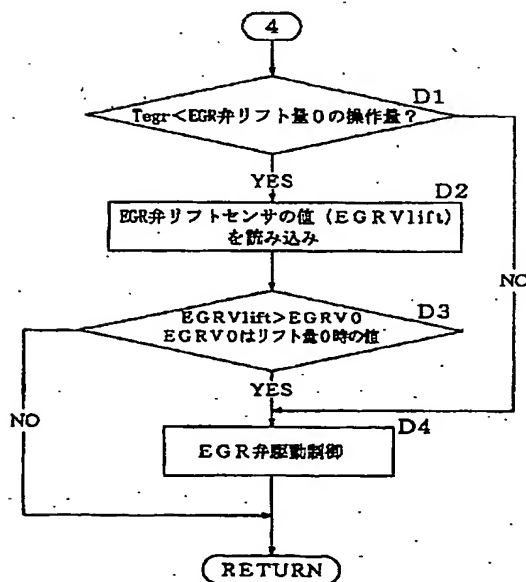 4
D1
Tegr<EGR弁リフト量0の操作量?
YES
D2
EGR弁リフトセンサの値(EGRVlift)
を読み込み
NO
D3
EGRVlift>EGRV0
EGRV0はリフト量0時の値
YES
NO
D4
EGR弁駆動制御
RETURN